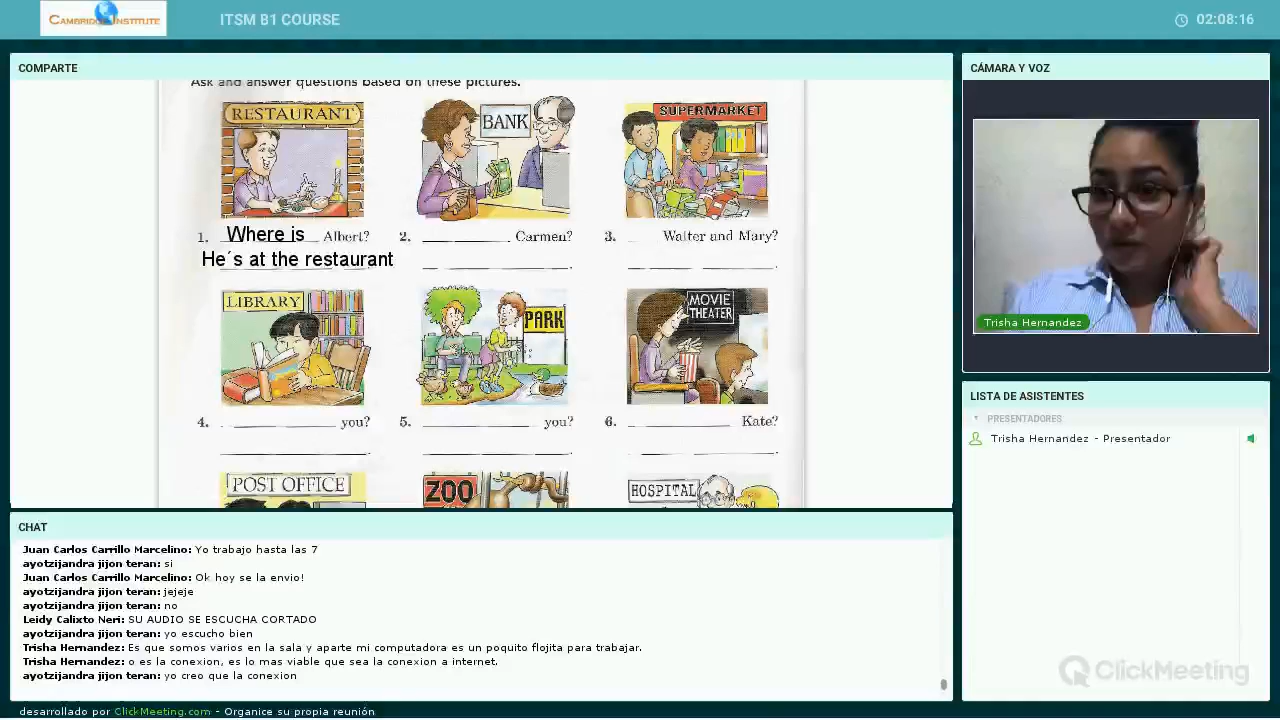 CAMBRIDGE INSTITUTE
ITSM B1 COURSE
02:08:16
COMPARTE
Ask and answer questions based on these pictures.
RESTAURANT
BANK
SUPERMARKET
1. Where is Albert?
2. ____________ Carmen?
3. ___ Walter and Mary?
He´s at the restaurant
LIBRARY
PARK
MOVIE THEATER
4. ________________ you?
5. ________________ you?
6. ______________ Kate?
POST OFFICE
ZOO
HOSPITAL
CÁMARA Y VOZ
Trisha Hernandez
LISTA DE ASISTENTES
PRESENTADORES
Trisha Hernandez - Presentador
CHAT
Juan Carlos Carrillo Marcelino: Yo trabajo hasta las 7
ayotzijandra jijon teran: si
Juan Carlos Carrillo Marcelino: Ok hoy se la envio!
ayotzijandra jijon teran: jejeje
ayotzijandra jijon teran: no
Leidy Calixto Neri: SU AUDIO SE ESCUCHA CORTADO
ayotzijandra jijon teran: yo escucho bien
Trisha Hernandez: Es que somos varios en la sala y aparte mi computadora es un poquito flojita para trabajar.
Trisha Hernandez: o es la conexion, es lo mas viable que sea la conexion a internet.
ayotzijandra jijon teran: yo creo que la conexion
ClickMeeting
desarrollado por ClickMeeting.com - Organice su propia reunión